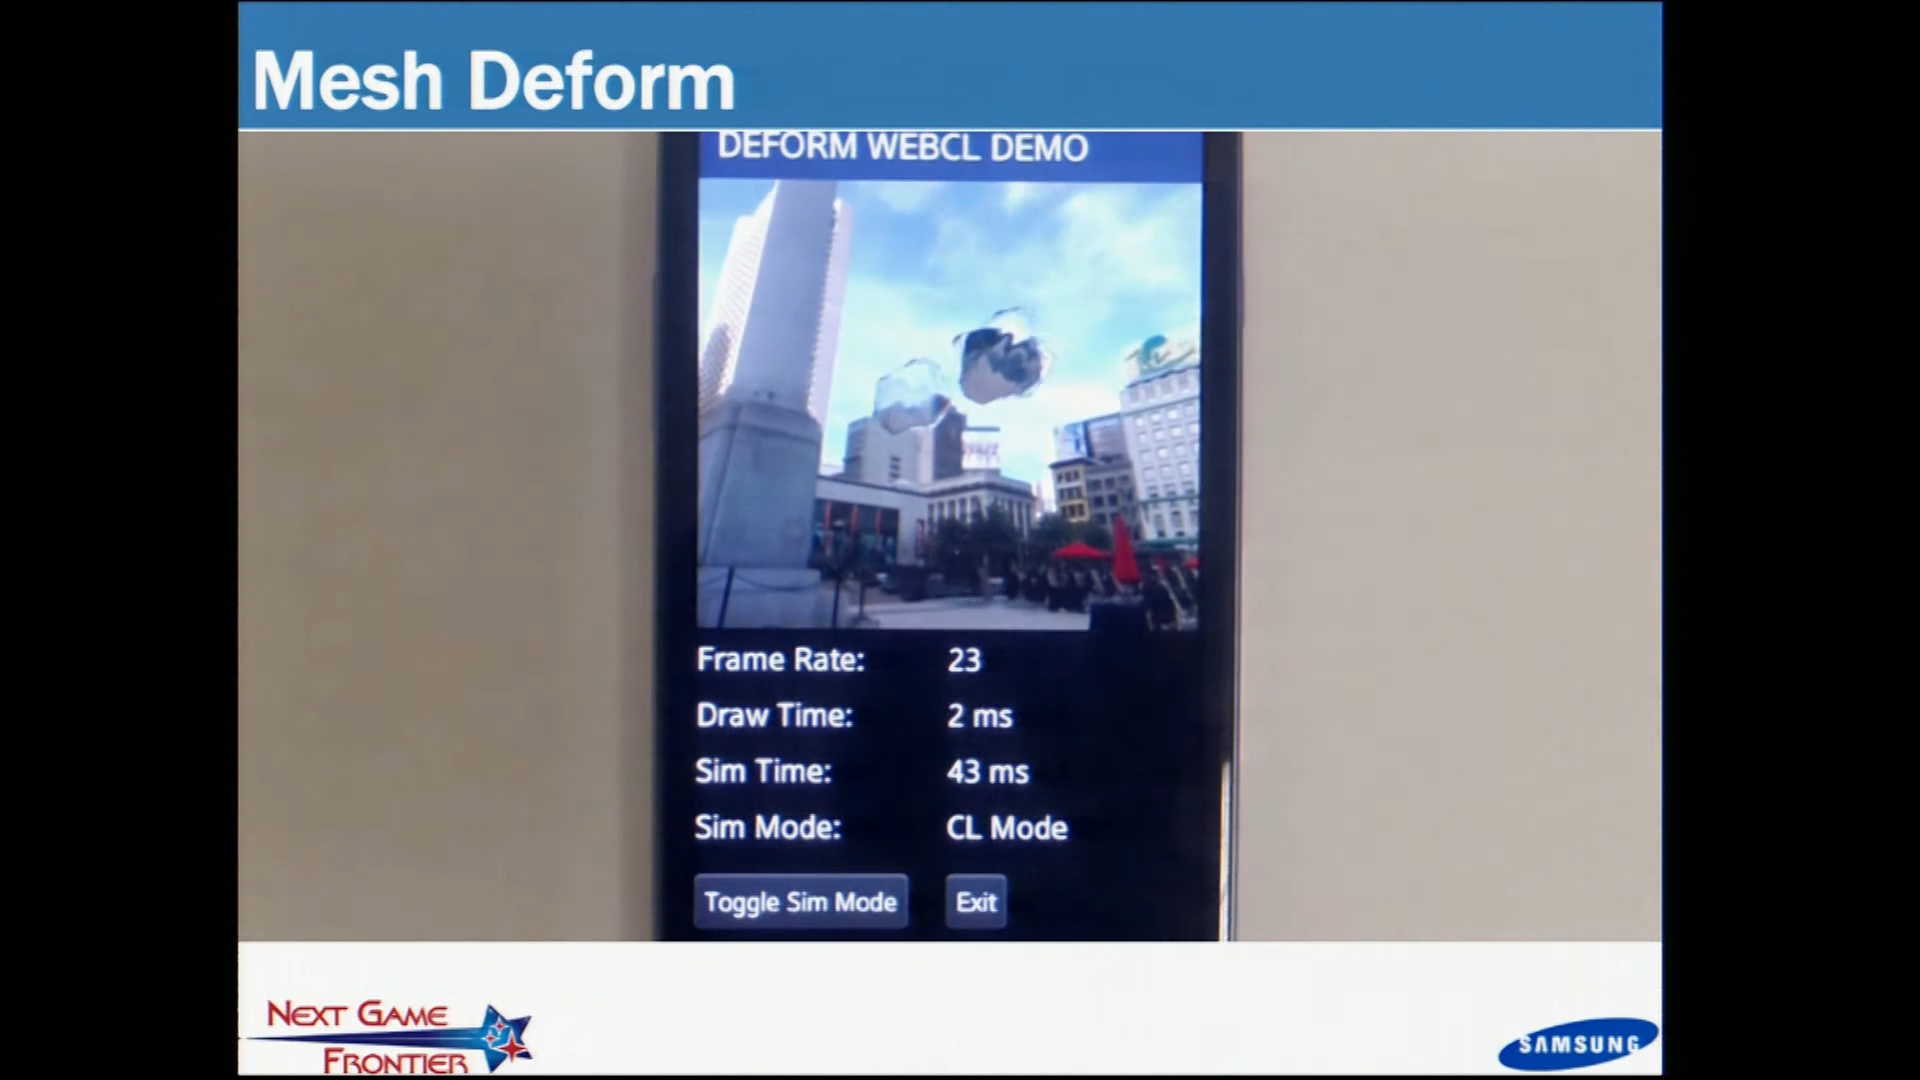 Mesh Deform
DEFORM WEBCL DEMO
Frame Rate: 23
Draw Time: 2 ms
Sim Time: 43 ms
Sim Mode: CL Mode
Toggle Sim Mode Exit
NEXT GAME
FRONTIER
SAMSUNG